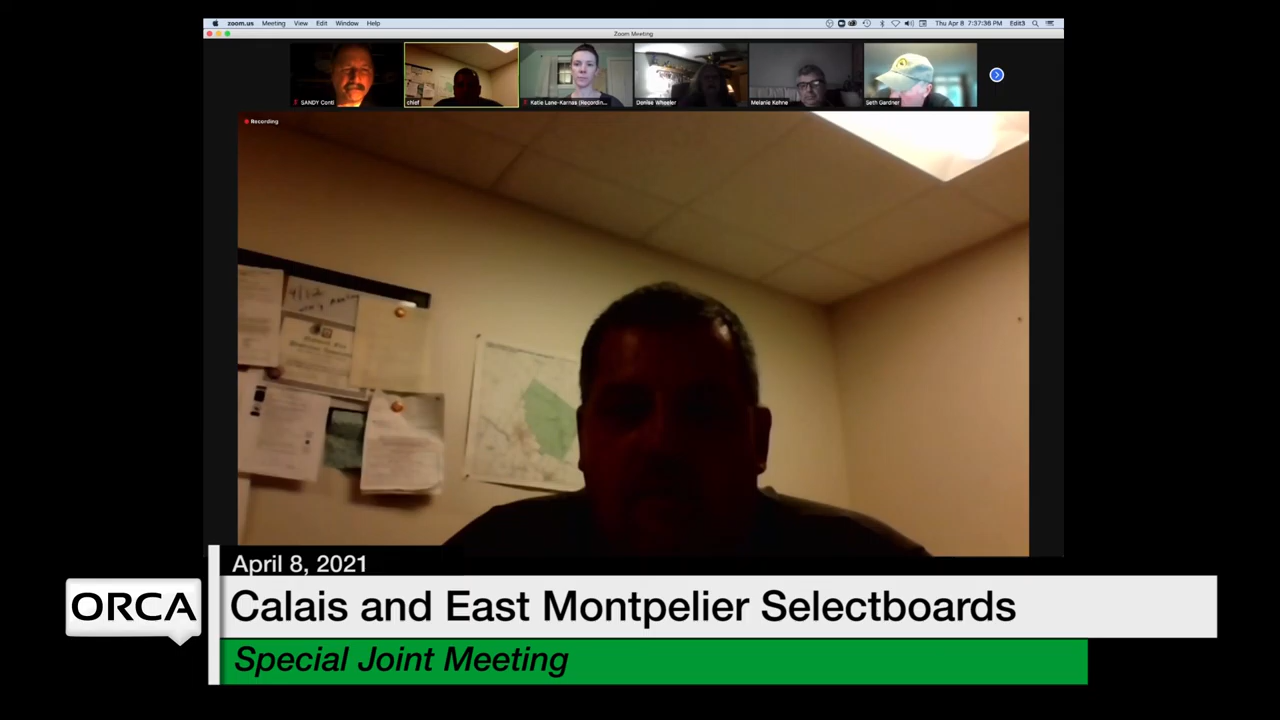 zoom.us Meeting View Edit Window Help Thu Apr 8 7:37:36 PM Edit3
Zoom Meeting
SANDY Conti
chief
Katie Lane-Karnas (Recordin...
Denise Wheeler
Melanie Kehne
Seth Gardner
Recording
April 8, 2021
ORCA
Calais and East Montpelier Selectboards
Special Joint Meeting